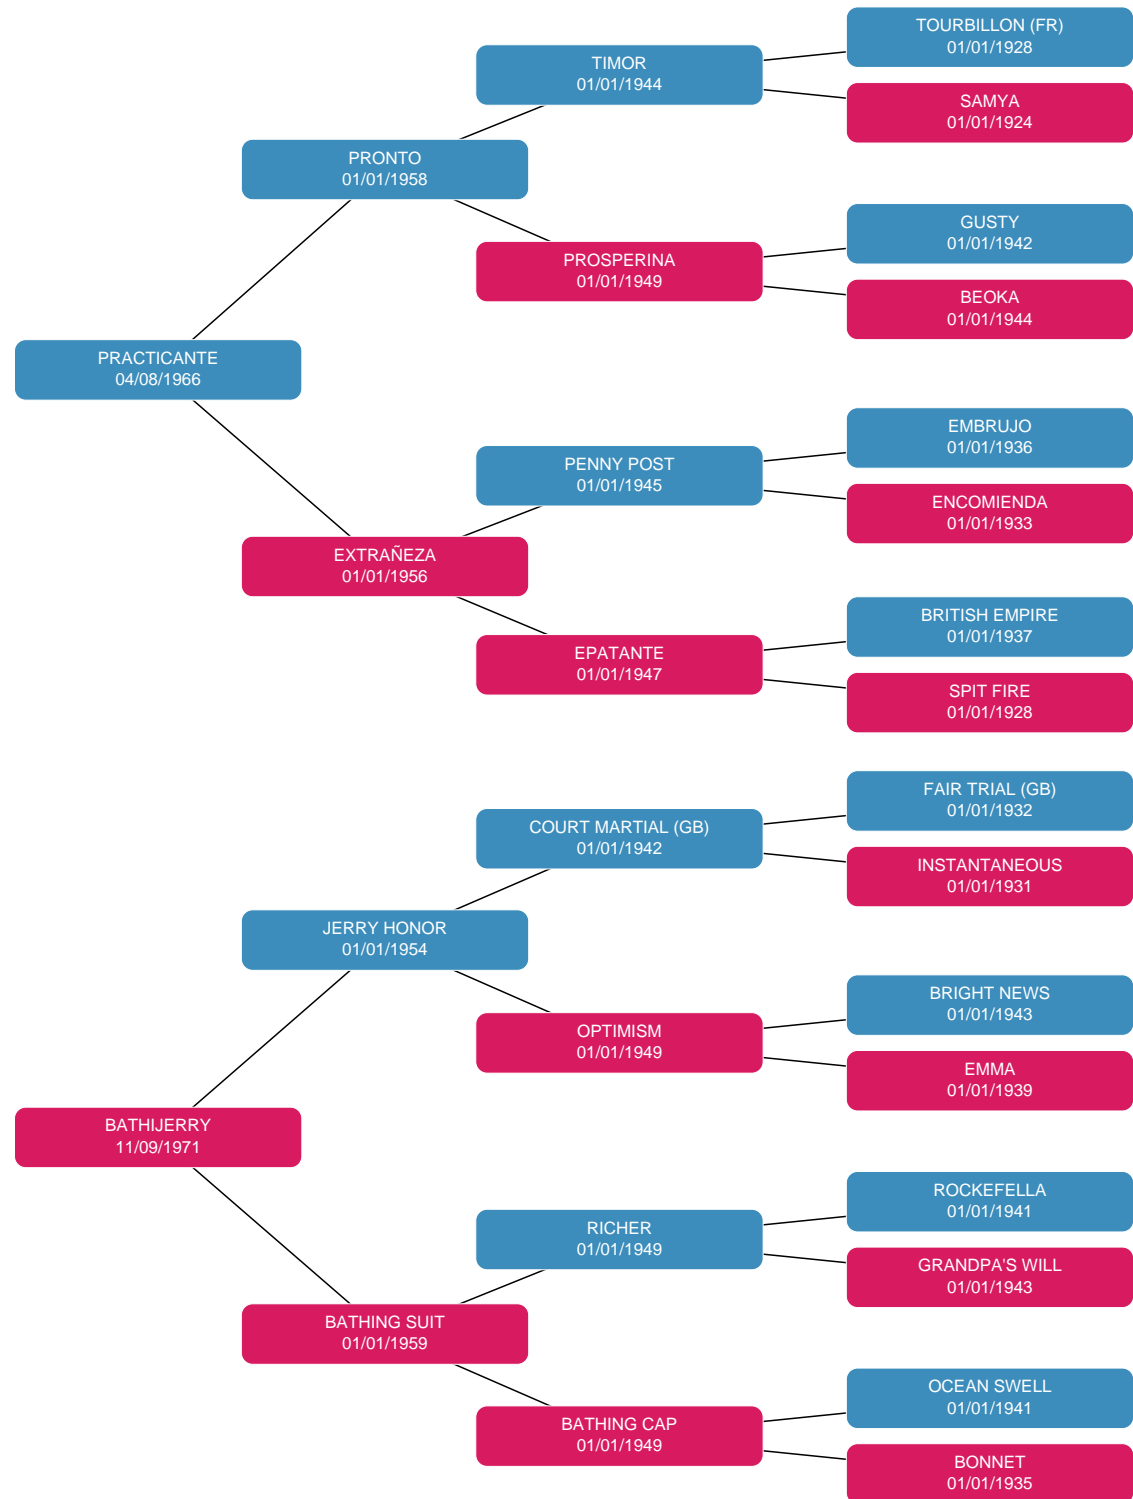 TOURBILLON (FR)
01/01/1928
TIMOR
01/01/1944
SAMYA
01/01/1924
PRONTO
01/01/1958
GUSTY
01/01/1942
PROSPERINA
01/01/1949
BEOKA
01/01/1944
PRACTICANTE
04/08/1966
EMBRUJO
01/01/1936
PENNY POST
01/01/1945
ENCOMIENDA
01/01/1933
EXTRAÑEZA
01/01/1956
BRITISH EMPIRE
01/01/1937
EPATANTE
01/01/1947
SPIT FIRE
01/01/1928
FAIR TRIAL (GB)
01/01/1932
COURT MARTIAL (GB)
01/01/1942
INSTANTANEOUS
01/01/1931
JERRY HONOR
01/01/1954
BRIGHT NEWS
01/01/1943
OPTIMISM
01/01/1949
EMMA
01/01/1939
BATHIJERRY
11/09/1971
ROCKEFELLA
01/01/1941
RICHER
01/01/1949
GRANDPA'S WILL
01/01/1943
BATHING SUIT
01/01/1959
OCEAN SWELL
01/01/1941
BATHING CAP
01/01/1949
BONNET
01/01/1935